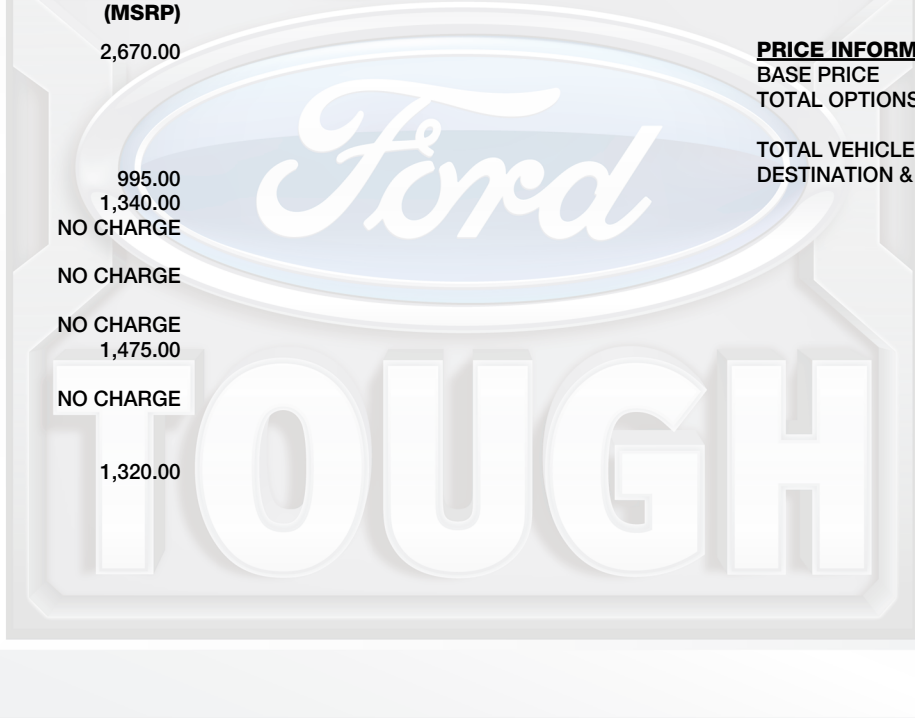 (MSRP)
2,670.00
995.00
1,340.00
NO CHARGE
NO CHARGE
NO CHARGE
1,475.00
NO CHARGE
1,320.00
PRICE INFORM
BASE PRICE
TOTAL OPTIONS
TOTAL VEHICLE
DESTINATION &
Ford
TOUGH